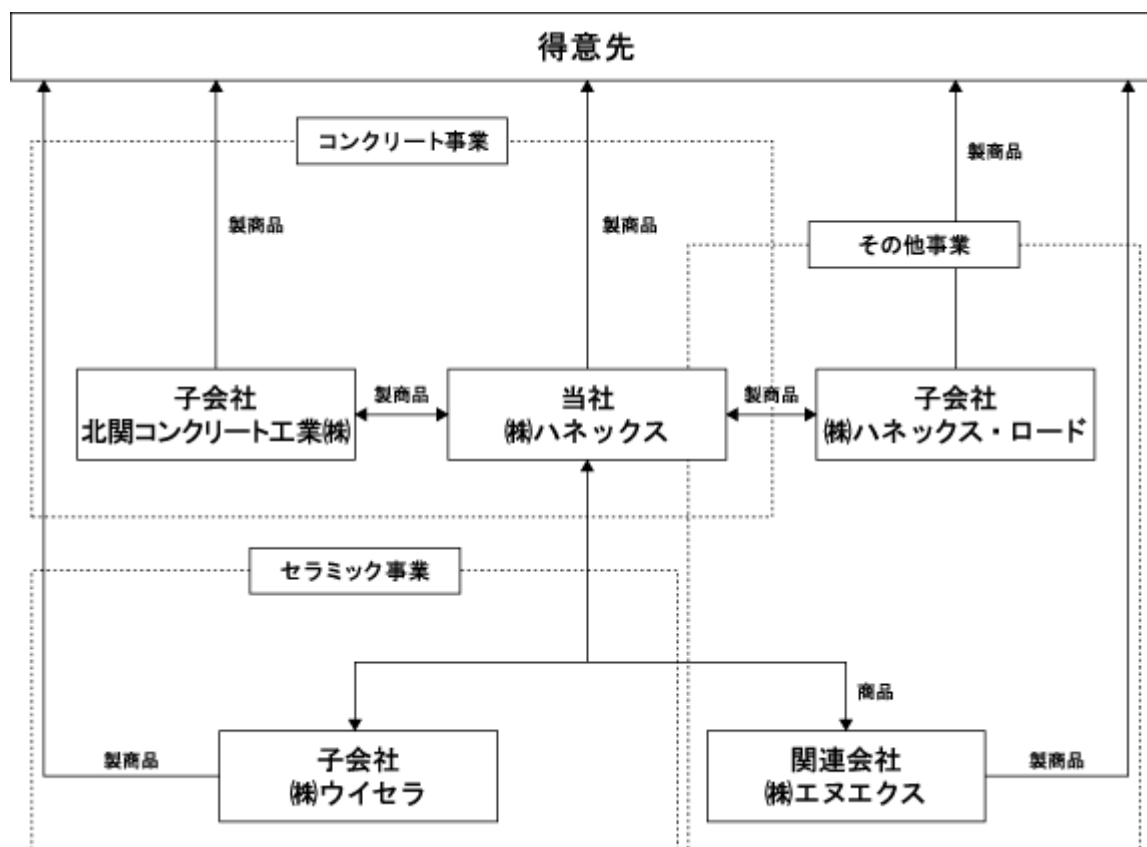 得意先
コンクリート事業
製商品
製商品
製商品
その他事業
子会社
北関コンクリート工業㈱
製商品
当社
㈱ハネックス
製商品
子会社
㈱ハネックス・ロード
セラミック事業
商品
製商品
子会社
㈱ウイセラ
関連会社
㈱エヌエクス
製商品